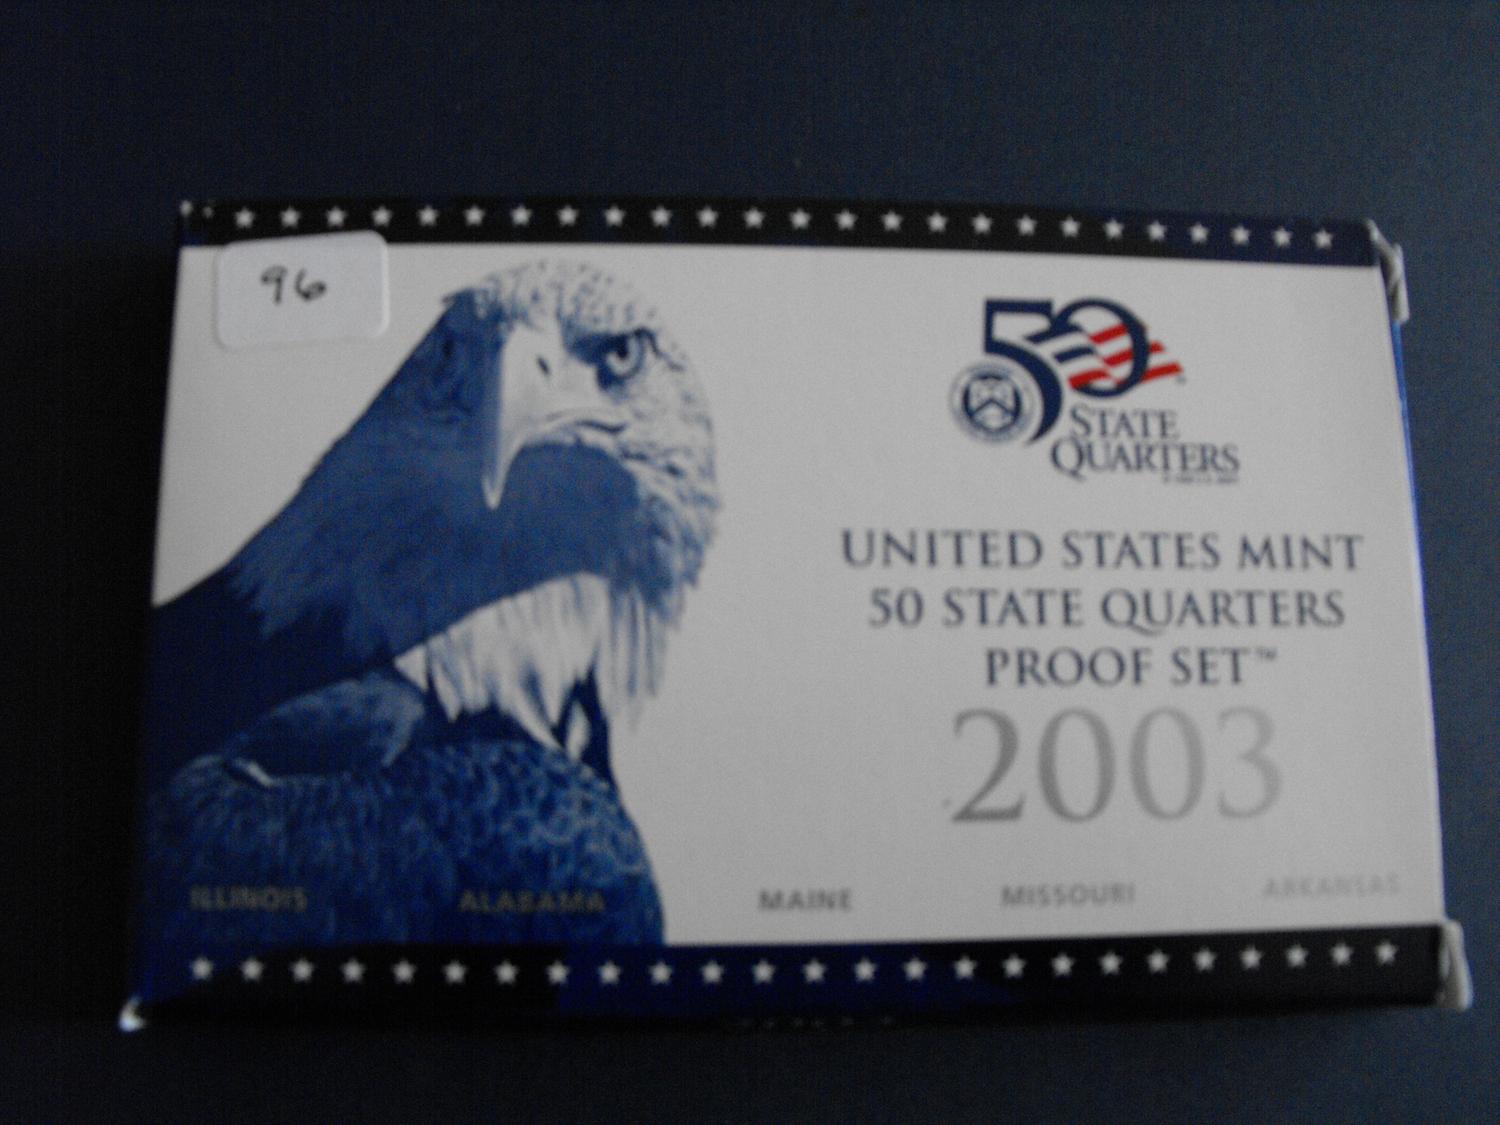 96
50
STATE
QUARTERS
UNITED STATES MINT
50 STATE QUARTERS
PROOF SET™
2003
ILLINOIS ALABAMA MAINE MISSOURI ARKANSAS